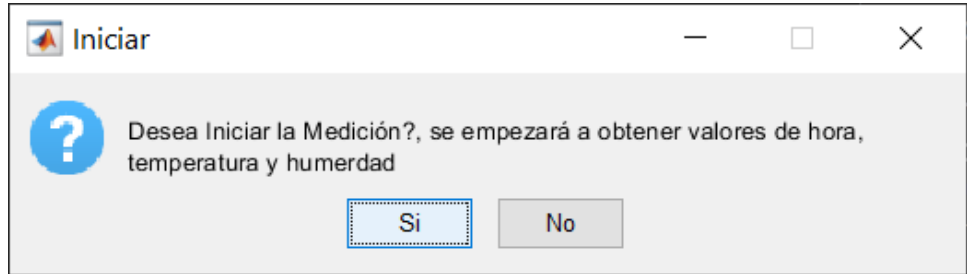 Iniciar
Desea Iniciar la Medición?, se empezará a obtener valores de hora,
temperatura y humerdad
Si
No